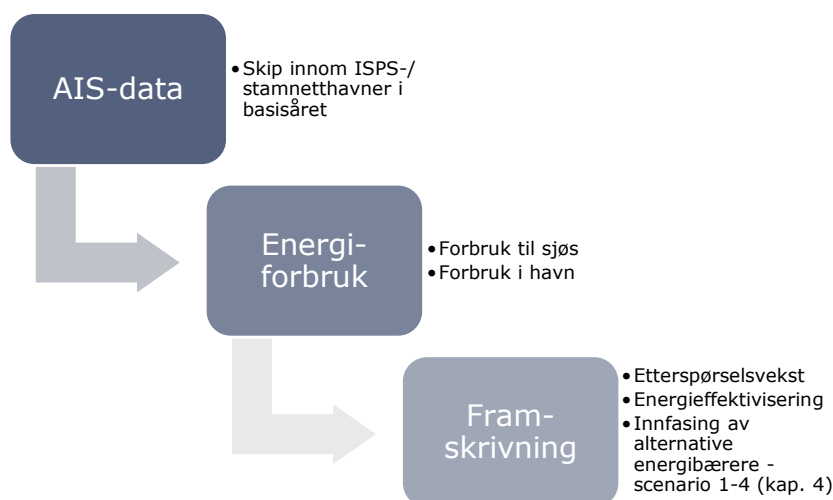 AIS-data
•Skip innom ISPS-/
stamnetthavner i
basisåret
Energi-
forbruk
•Forbruk til sjøs
•Forbruk i havn
Fram-
skrivning
•Etterspørselsvekst
•Energieffektivisering
•Innfasing av
alternative
energibærere -
scenario 1-4 (kap. 4)